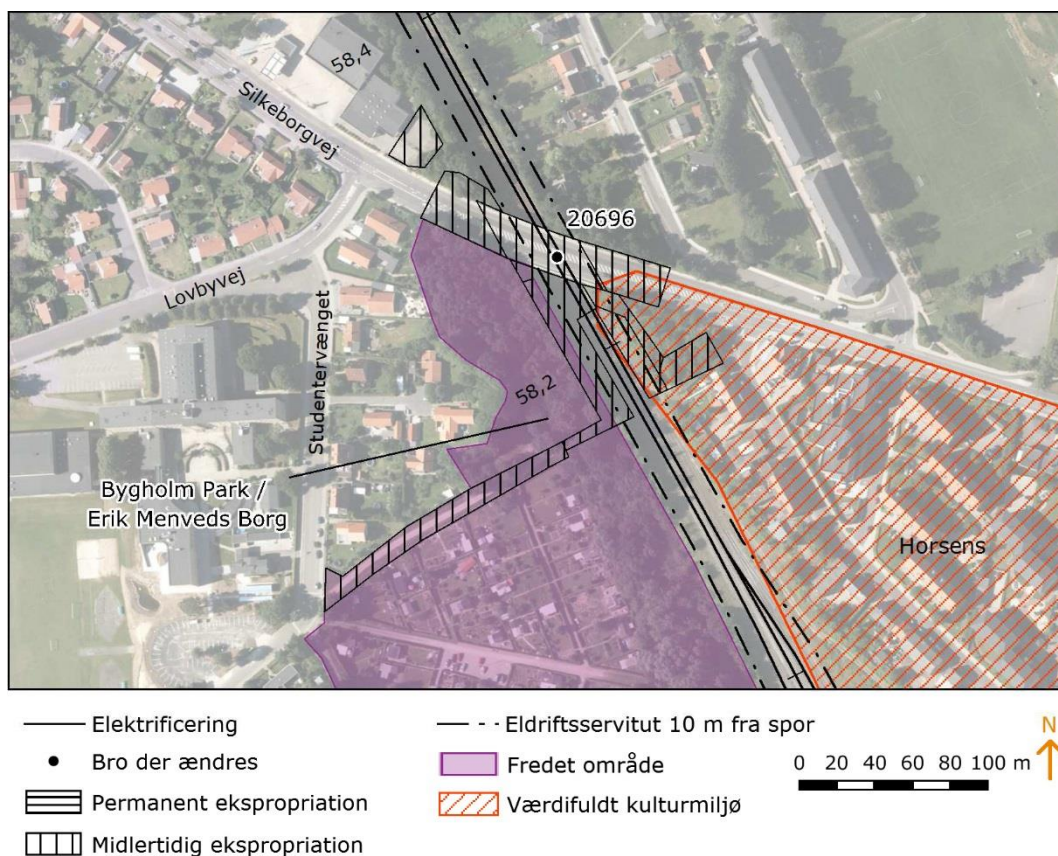 58,4
Silkeborgvej
20696
Lovbyvej
Studentervænget
58,2
Bygholm Park /
Erik Menveds Borg
Horsens
Elektrificering
Eldriftsservitut 10 m fra spor
Bro der ændres
Fredet område
Permanent ekspropriation
Værdifuldt kulturmiljø
Midlertidig ekspropriation
0 20 40 60 80 100 m
N